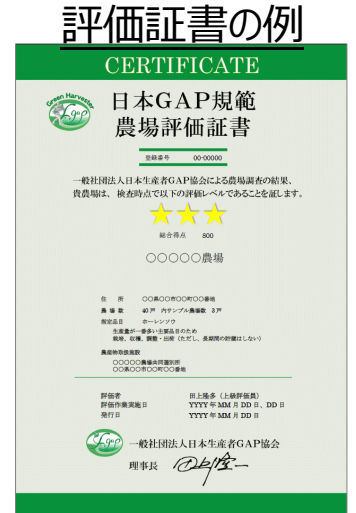 評価証書の例
CERTIFICATE
Green Harvester
JGAP
日本GAP規範
農場評価証書
登録番号 00-00000
一般社団法人日本生産者GAP協会による農場調査の結果、
貴農場は、検査時点で以下の評価レベルであることを証します。
総合得点 800
○○○○○農場
住 所 ○○県○○市○○町○○番地
農 場 数 40戸 内サンプル農場数 3戸
指定品目 ホーレンソウ
生産量が一番多い主要品目のため
栽培、収穫、調整・出荷(ただし、長期間の貯蔵はしない)
農産物取扱施設
○○○○○農場共同選別所
○○県○○市○○町○○番地
評価者 田上隆多(上級評価員)
評価作業実施日 YYYY年MM月DD日、DD日
発行日 YYYY年MM月DD日
一般社団法人日本生産者GAP協会
理事長